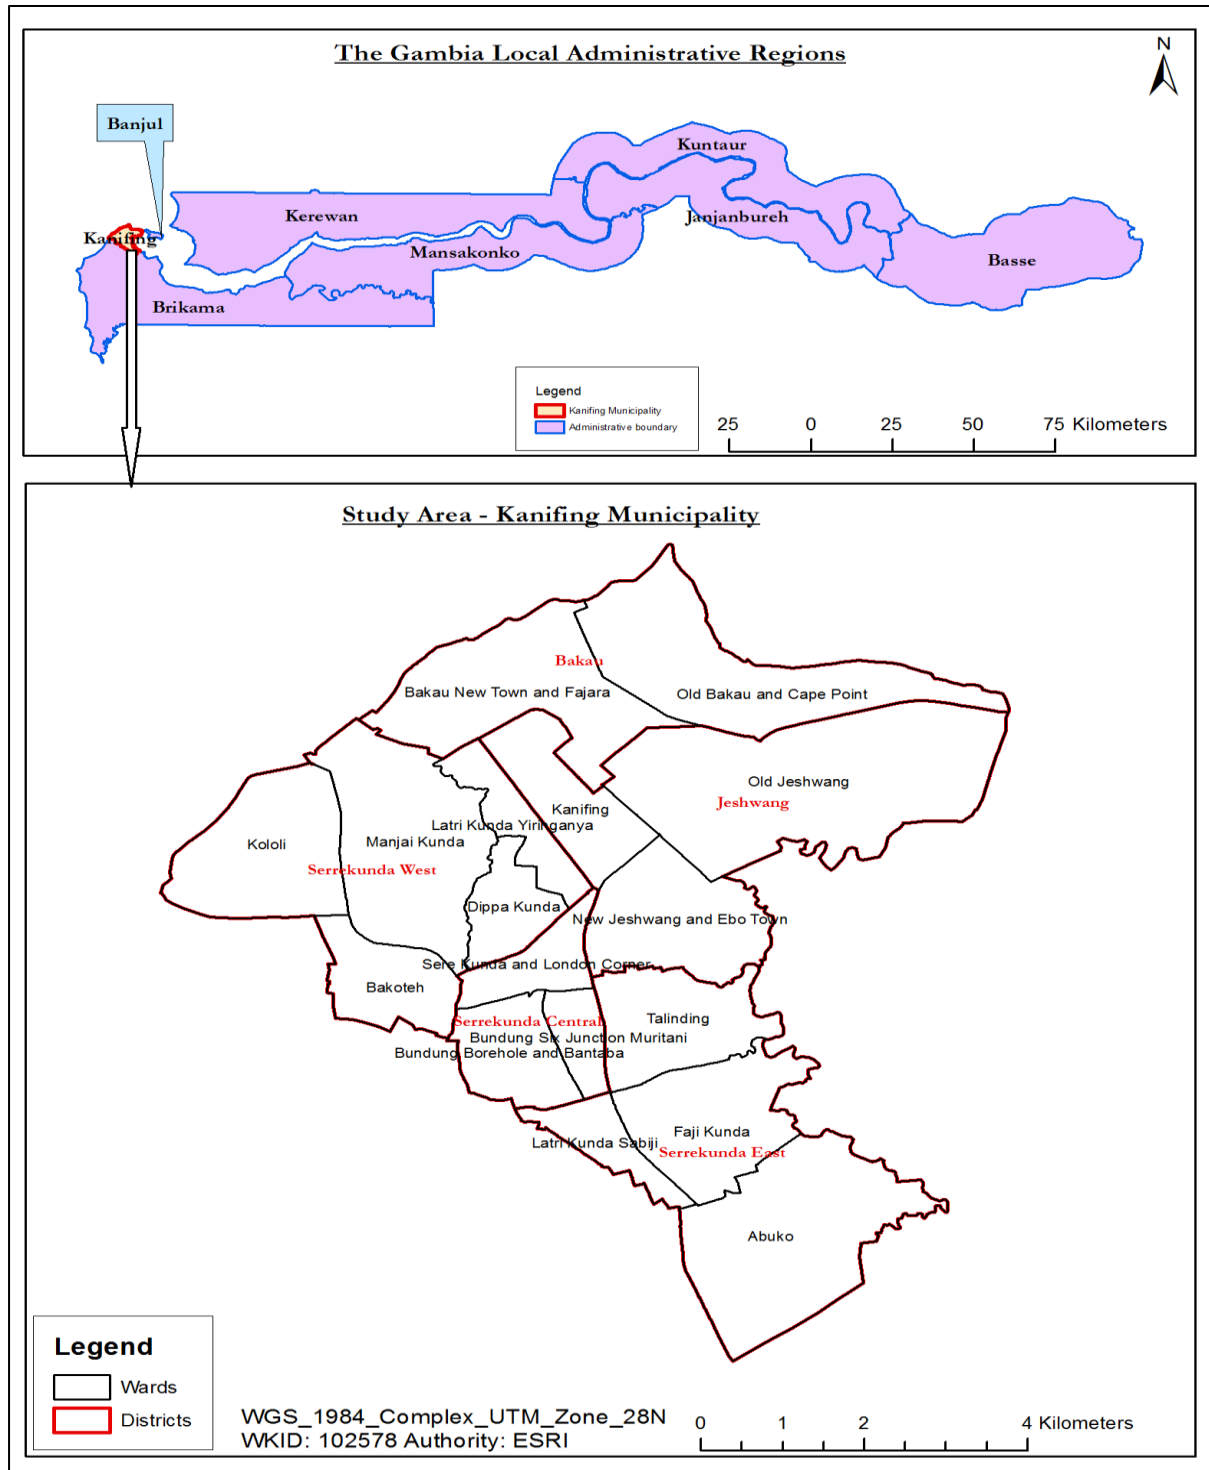 The Gambia Local Administrative Regions
N
Banjul
Kuntaur
Kerewan
Janjanbureh
Kanifing
Mansakonko
Basse
Brikama
Legend
Kanifing Municipality
Administrative boundary
25 0 25 50 75 Kilometers
Study Area - Kanifing Municipality
Bakau
Bakau New Town and Fajara
Old Bakau and Cape Point
Old Jeshwang
Jeshwang
Kanifing
Latri Kunda Yiringanya
Kololi
Manjai Kunda
Serrekunda West
Dippa Kunda
New Jeshwang and Ebo Town
Sere Kunda and London Corner
Bakoteh
Serrekunda Central
Talinding
Bundung Six Junction Muritani
Bundung Borehole and Bantaba
Faji Kunda
Latri Kunda Sabiji
Serrekunda East
Abuko
Legend
Wards
Districts
WGS_1984_Complex_UTM_Zone_28N
WKID: 102578 Authority: ESRI
0 1 2 4 Kilometers